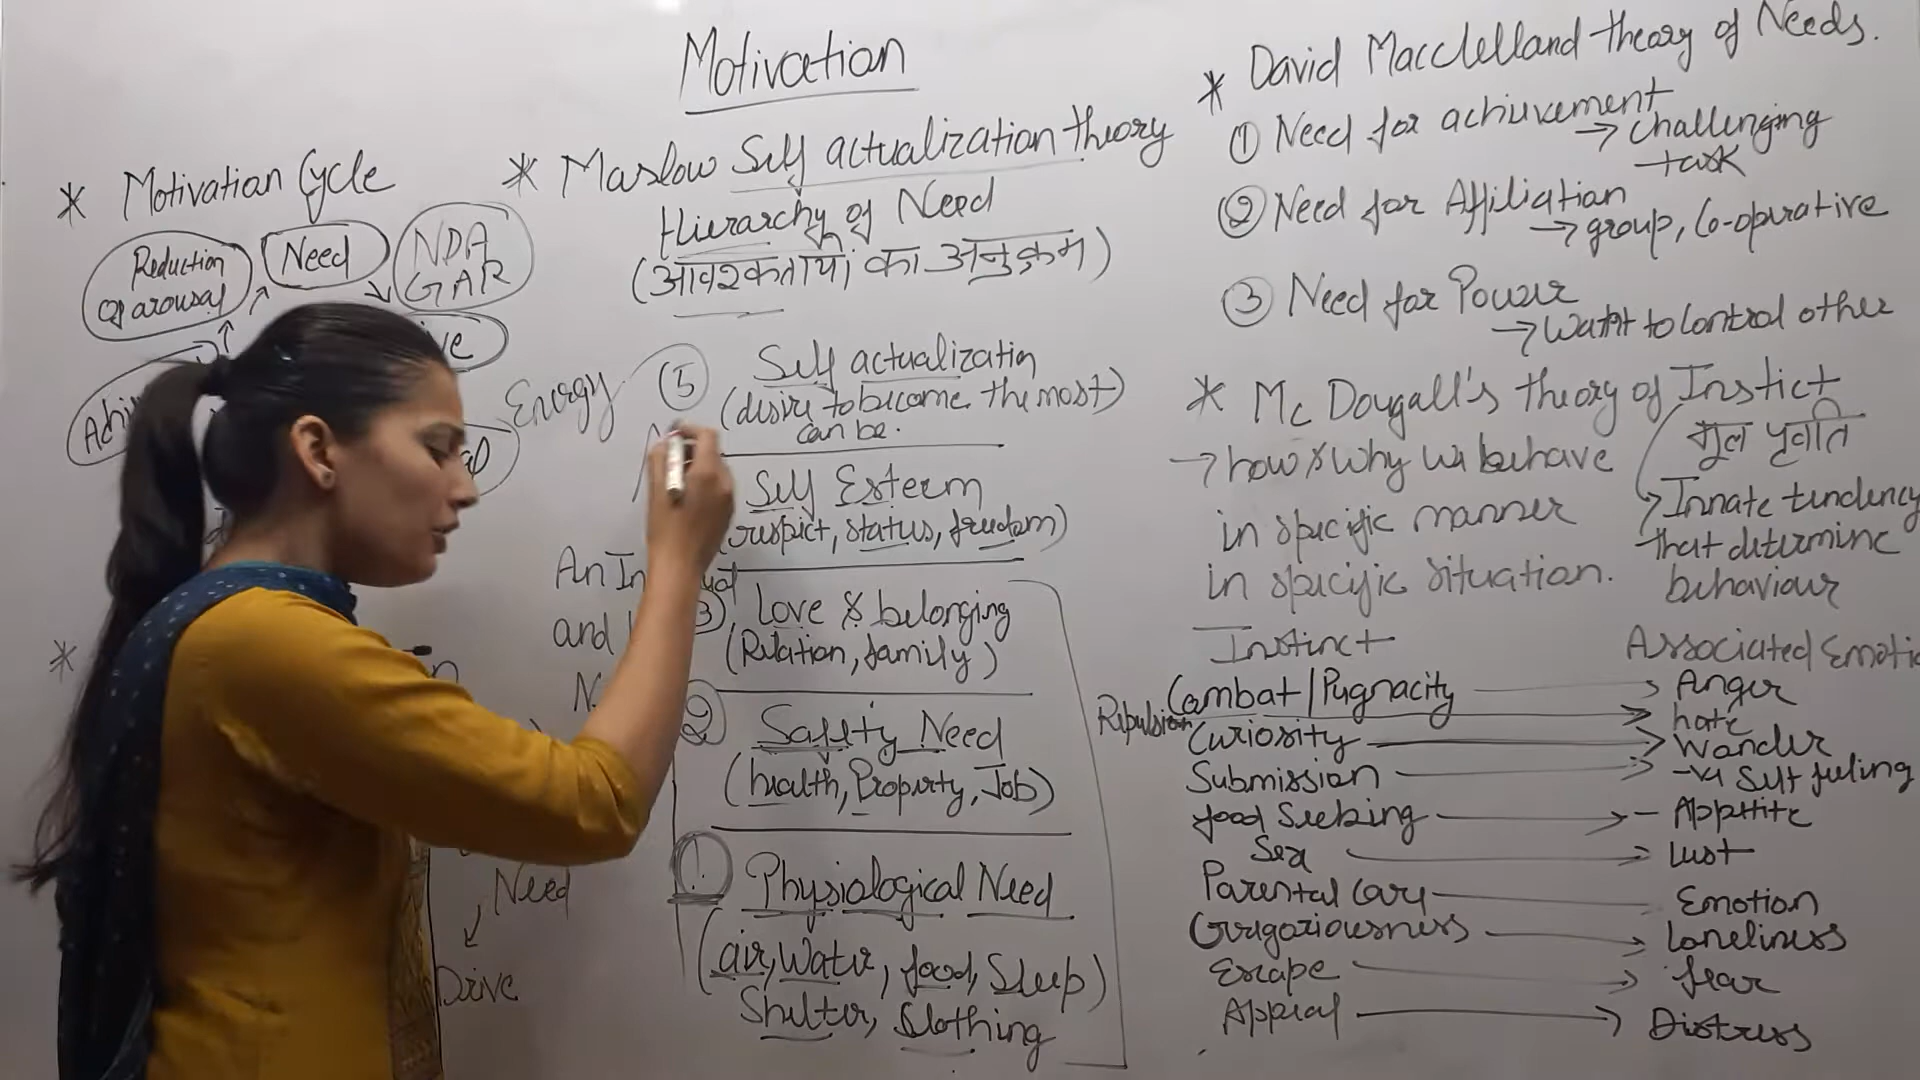 Motivation
* Motivation Cycle
Reduction
of arousal
Need
NDA
GAR
* Maslow Self actualization theory
Hierarchy of Need
(आवश्कतायों का अनुक्रम)
Energy
5 Self actualization
(desire to become the most)
can be.
Self Esteem
respect, status, freedom)
An
and
3) Love & belonging
(Relation, family)
2 Safety Need
(health, Property, Job)
1 Physiological Need
(air, Water, food, Sleep)
Shelter, Clothing
*
Need
Drive
* David Macclelland theory of Needs.
① Need for achievement
→ Challenging
task
② Need for Affiliation
→ group, Co-operative
③ Need for Power
→ Want to Control other
* Mc Dougall's theory of Instict
मूल प्रवृति
→ how & why we behave
in specific manner
in specific situation.
→ Innate tendency
that determine
behaviour
Instinct Associated Emotio
Combat/Pugnacity → Anger
Repulsion → hate
Curiosity → Wander
Submission → -ve Self feeling
food Seeking → - Appetite
Sex → Lust
Parental Care Emotion
Gregariousness → Loneliness
Escape → fear
Appeal → Distress